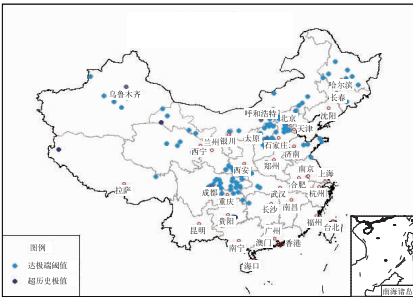 哈尔滨
长春
乌鲁木齐
沈阳
呼和浩特
北京
天津
银川
太原
石家庄
兰州
西宁
济南
郑州
西安
南京
上海
合肥
拉萨
成都
武汉
杭州
重庆
长沙
南昌
贵阳
福州
昆明
台北
广州
南宁
澳门
香港
海口
图例
达极端阈值
超历史极值
南海诸岛